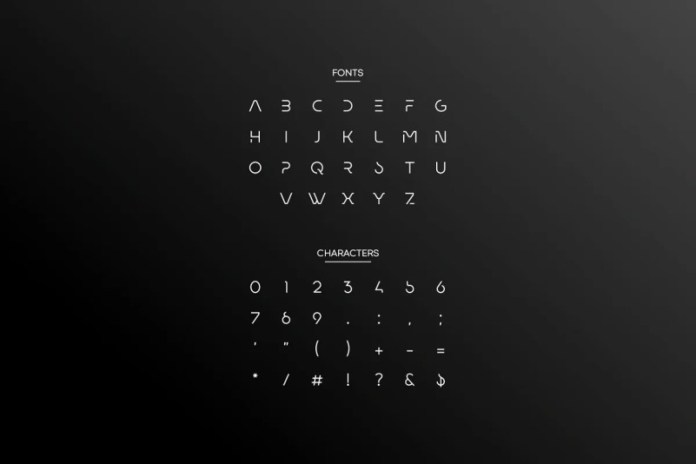 FONTS
A B C D E F G
H I J K L M N
O P Q R S T U
V W X Y Z
CHARACTERS
0 1 2 3 4 5 6
7 8 9 . : , ;
' " ( ) + - =
* / # ! ? & $